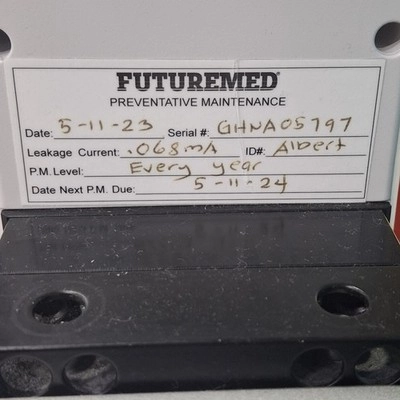 FUTUREMED®
PREVENTATIVE MAINTENANCE
Date: 5-11-23 Serial #: GHNA05797
Leakage Current: .068mA ID#: Albert
P.M. Level: Every year
Date Next P.M. Due: 5-11-24